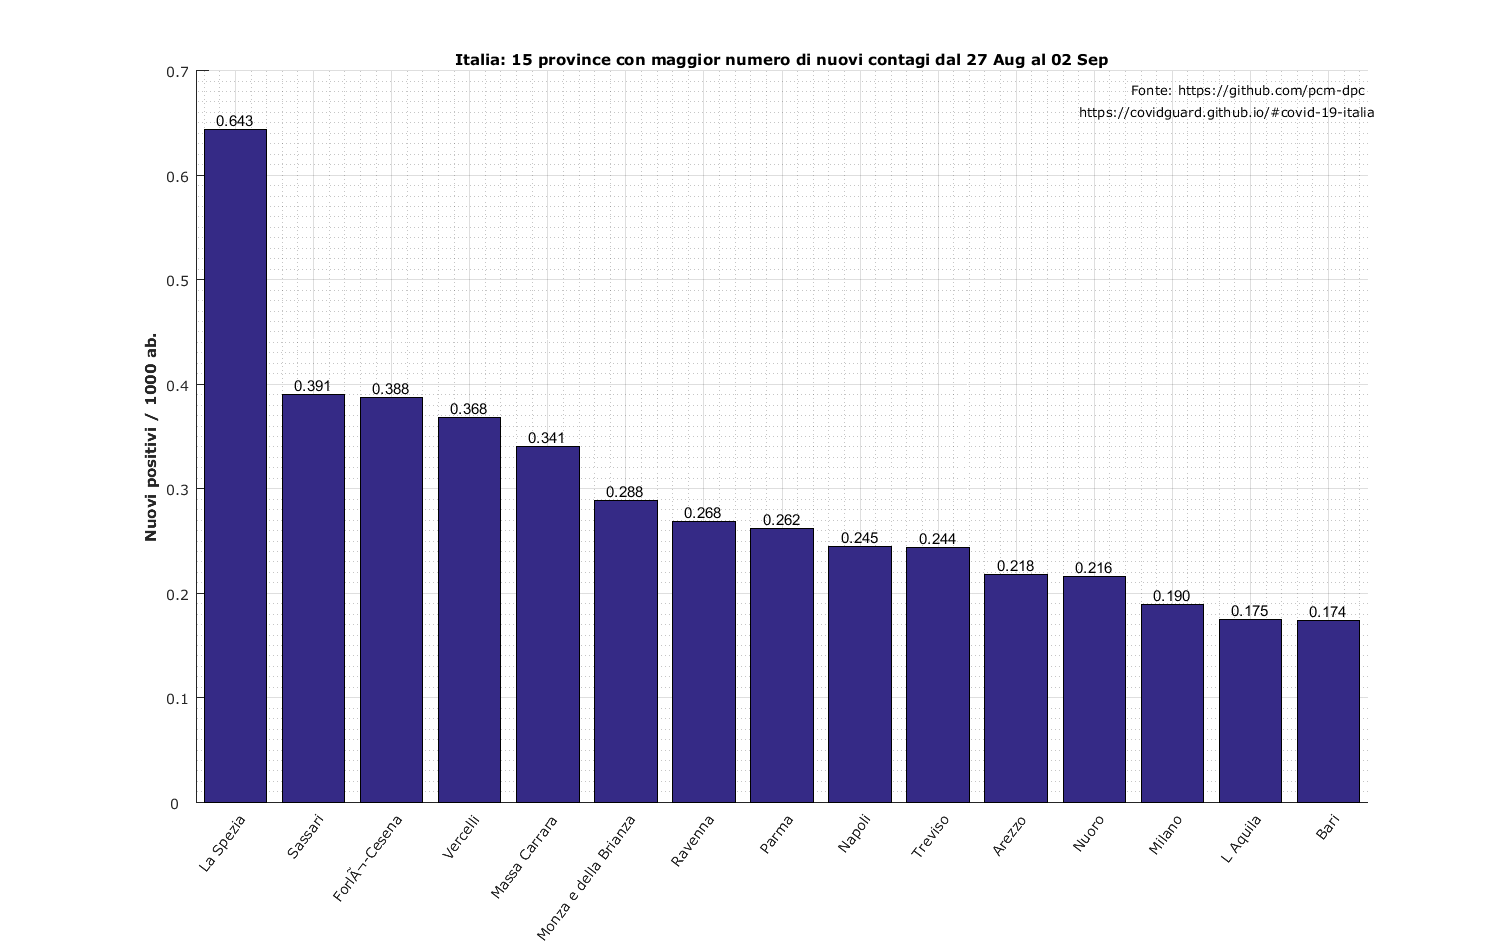 Italia: 15 province con maggior numero di nuovi contagi dal 27 Aug al 02 Sep
Fonte: https://github.com/pcm-dpc
https://covidguard.github.io/#covid-19-italia
Nuovi positivi / 1000 ab.
0.7
0.6
0.5
0.4
0.3
0.2
0.1
0
0.643
0.391
0.388
0.368
0.341
0.288
0.268
0.262
0.245
0.244
0.218
0.216
0.190
0.175
0.174
La Spezia
Sassari
ForlÃ¬-Cesena
Vercelli
Massa Carrara
Monza e della Brianza
Ravenna
Parma
Napoli
Treviso
Arezzo
Nuoro
Milano
L Aquila
Bari